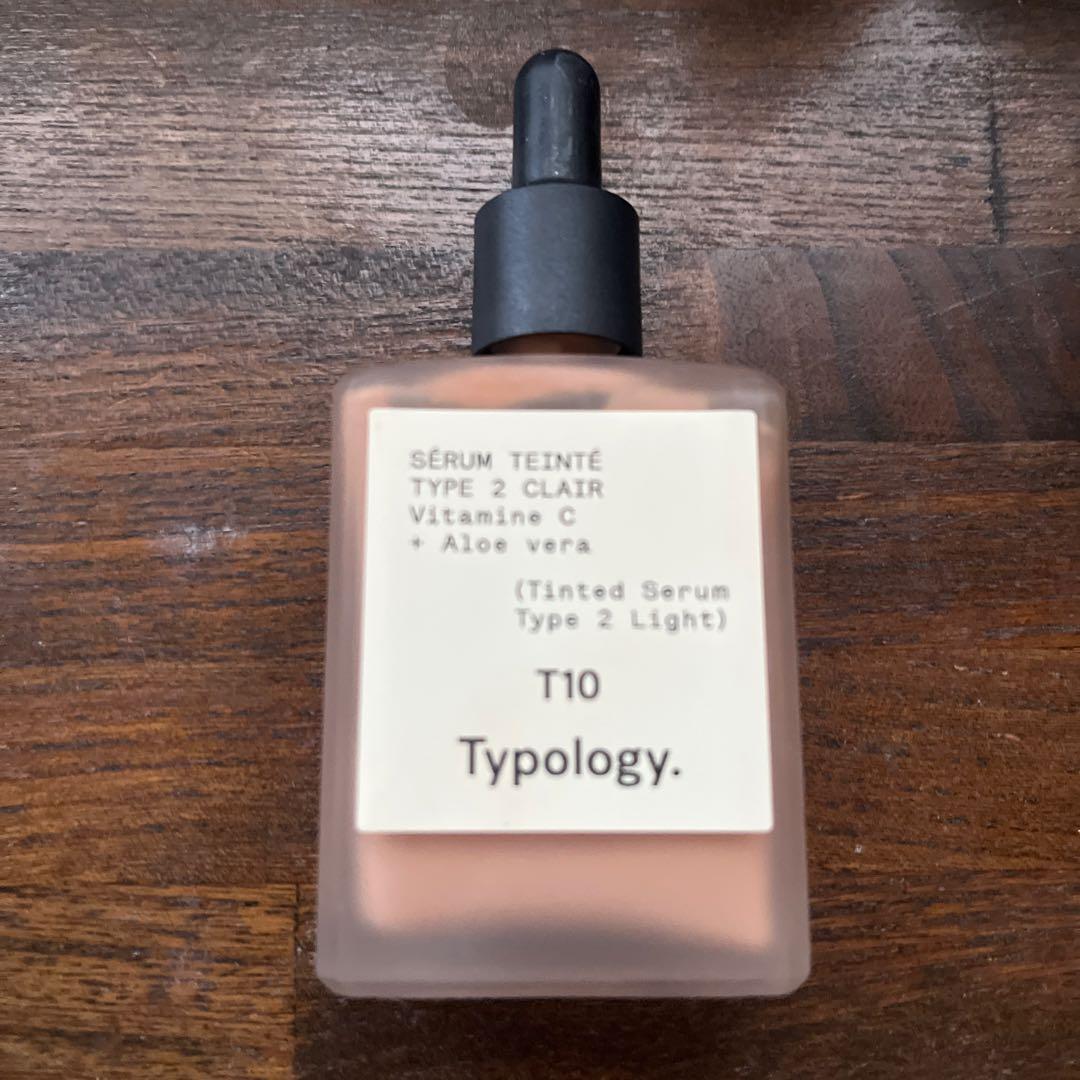 SÉRUM TEINTÉ
TYPE 2 CLAIR
Vitamine C
+ Aloe vera
(Tinted Serum
Type 2 Light)
T10
Typology.